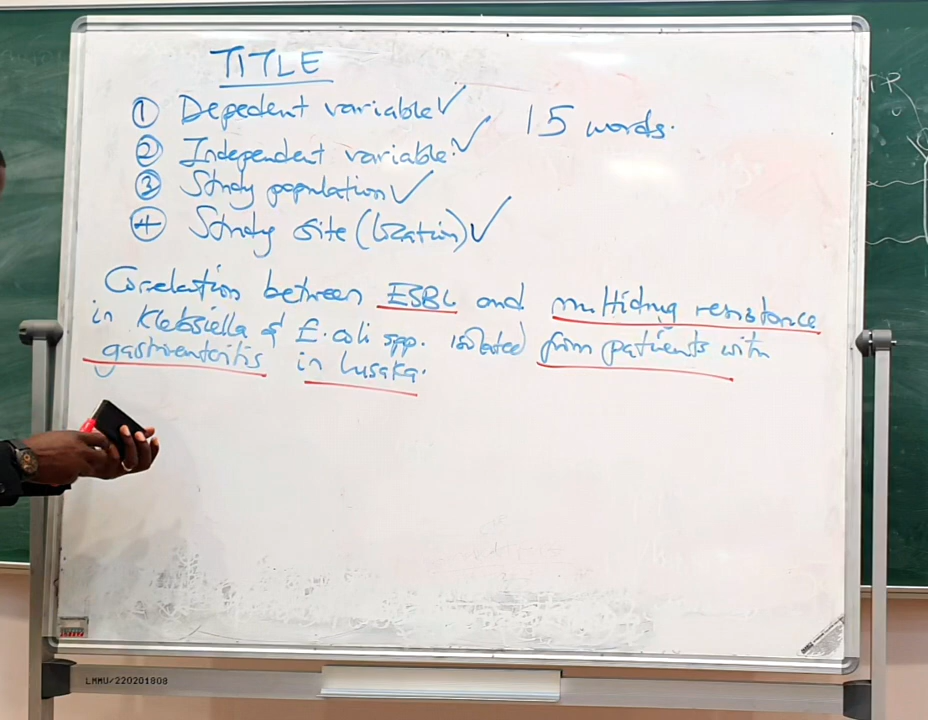 TITLE
① Depedent variable ✓
15 words.
② Independent variable. ✓
③ Study population ✓
④ Study site (location) ✓
Correlation between ESBL and multidrug resistance
in Klebsiella & E. coli spp. isolated from patients with
gastroenteritis in Lusaka.
LMMU/220201808